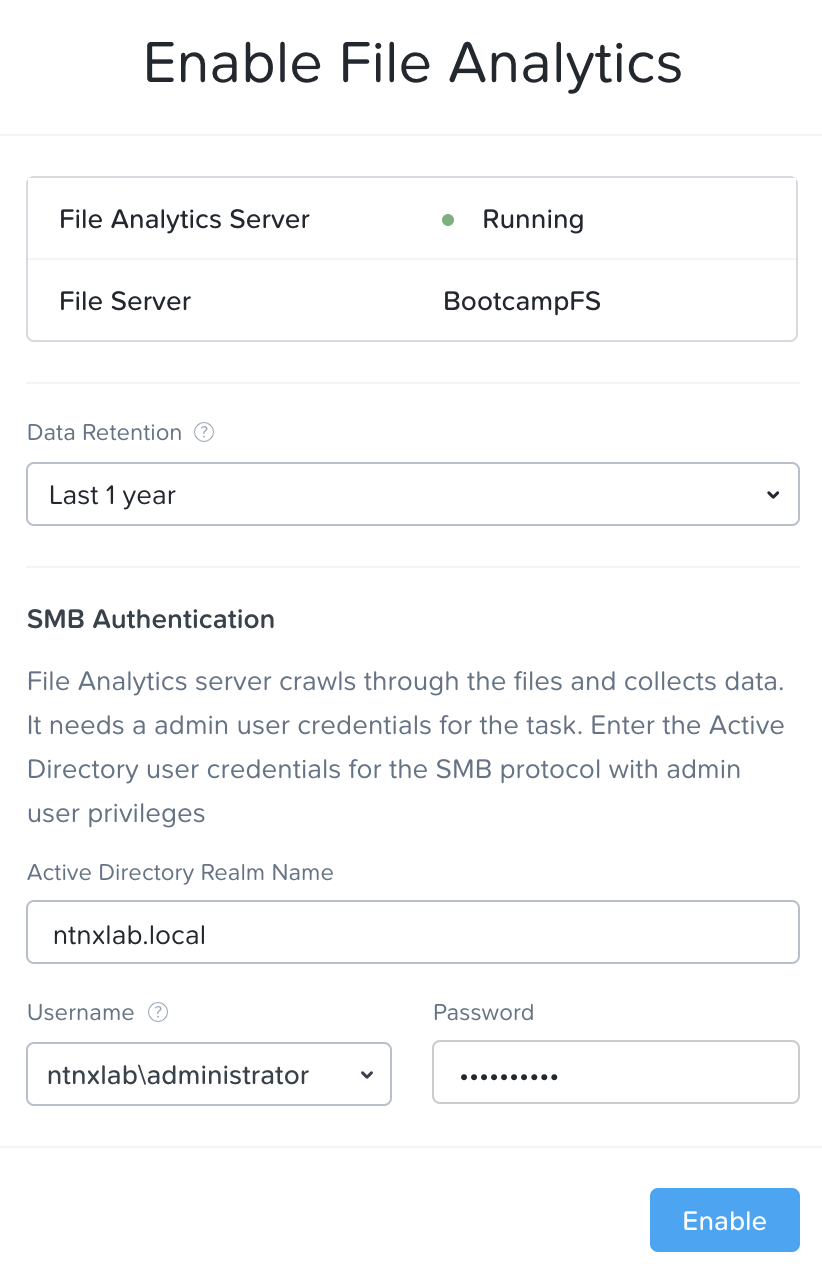 Enable File Analytics
File Analytics Server
Running
File Server
BootcampFS
Data Retention ?
Last 1 year
SMB Authentication
File Analytics server crawls through the files and collects data.
It needs a admin user credentials for the task. Enter the Active
Directory user credentials for the SMB protocol with admin
user privileges
Active Directory Realm Name
ntnxlab.local
Username ?
Password
ntnxlab\administrator
••••••••••
Enable